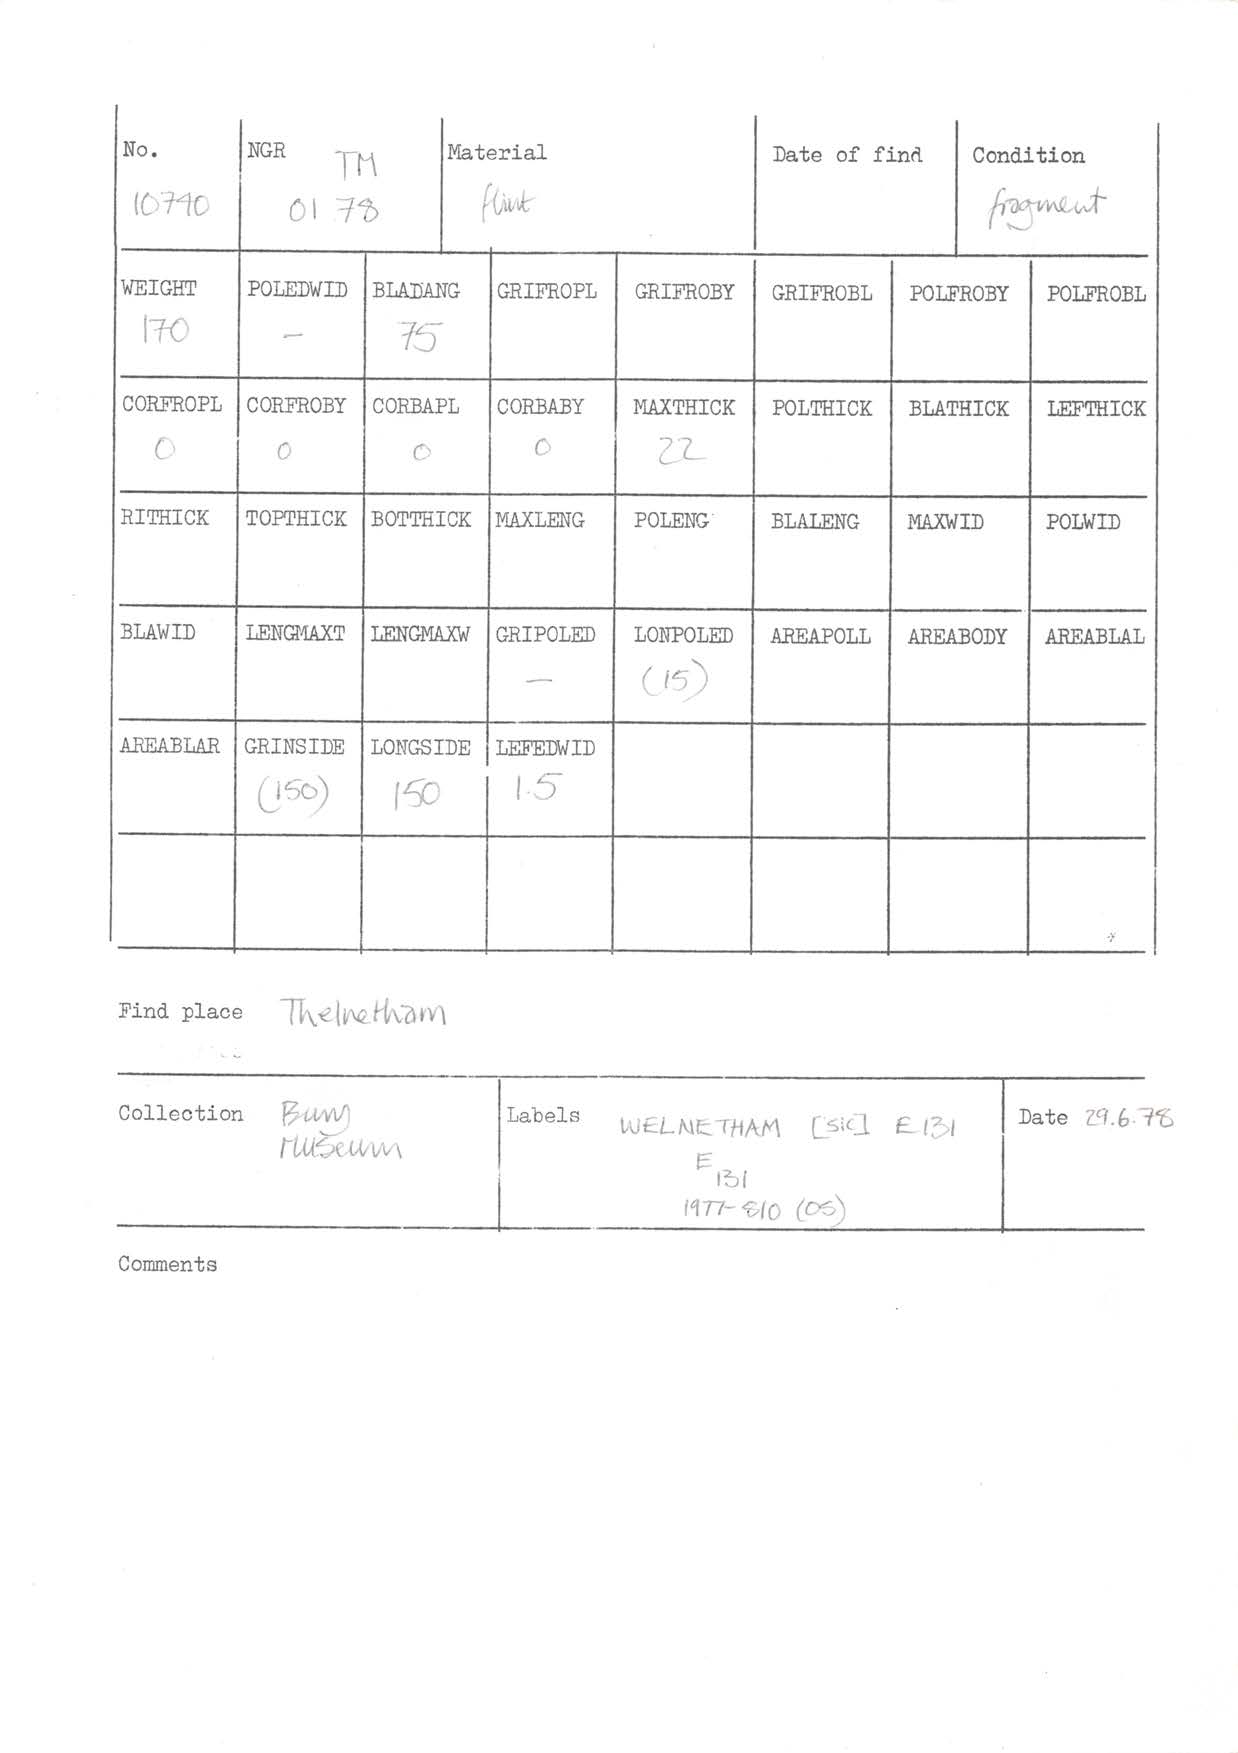 No. NGR TM Material Date of find Condition
10740 01 78 flint fragment
WEIGHT POLEDWID BLADANG GRIFROPL GRIFROBY GRIFROBL POLFROBY POLFROBL
170 — 75
CORFROPL CORFROBY CORBAPL CORBABY MAXTHICK POLTHICK BLATHICK LEFTHICK
0 0 0 0 22
RITHICK TOPTHICK BOTTHICK MAXLENG POLENG BLALENG MAXWID POLWID
BLAWID LENGMAXT LENGMAXW GRIPOLED LONPOLED AREAPOLL AREABODY AREABLAL
— (15)
AREABLAR GRINSIDE LONGSIDE LEFEDWID
(150) 150 1.5
Find place Thelnetham
Collection Bury Labels WELNETHAM [sic] E131 Date 29.6.78
Museum E
131
1977-810 (OS)
Comments